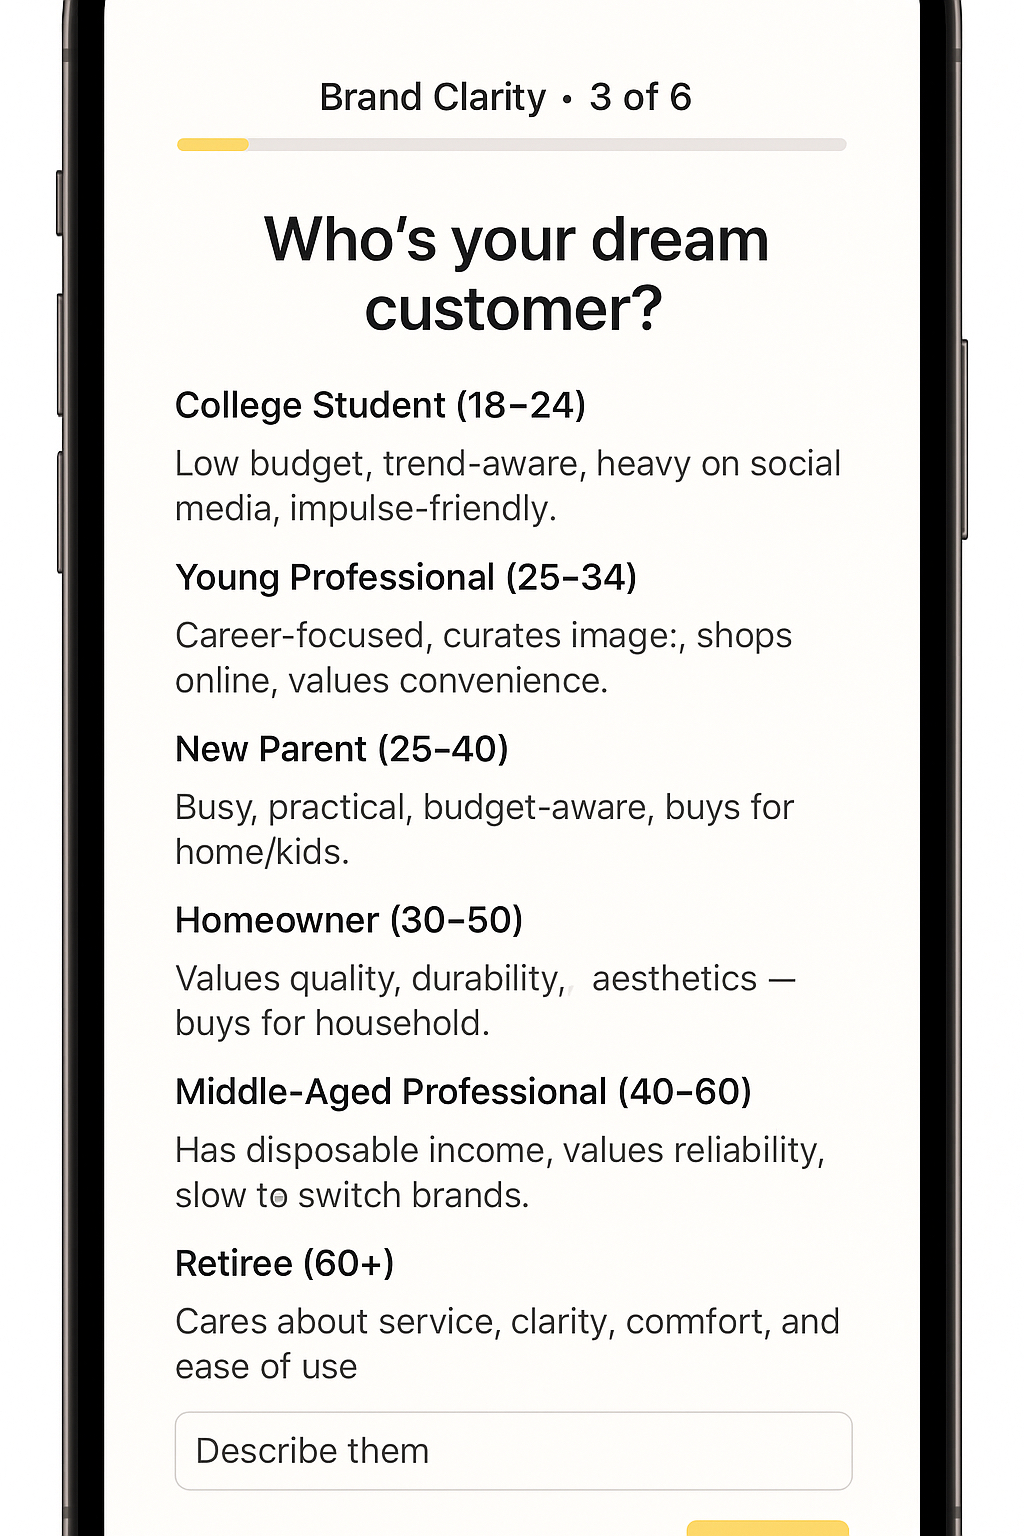 Brand Clarity • 3 of 6
Who's your dream
customer?
College Student (18–24)
Low budget, trend-aware, heavy on social
media, impulse-friendly.
Young Professional (25–34)
Career-focused, curates image:, shops
online, values convenience.
New Parent (25–40)
Busy, practical, budget-aware, buys for
home/kids.
Homeowner (30–50)
Values quality, durability,, aesthetics —
buys for household.
Middle-Aged Professional (40–60)
Has disposable income, values reliability,
slow to switch brands.
Retiree (60+)
Cares about service, clarity, comfort, and
ease of use
Describe them